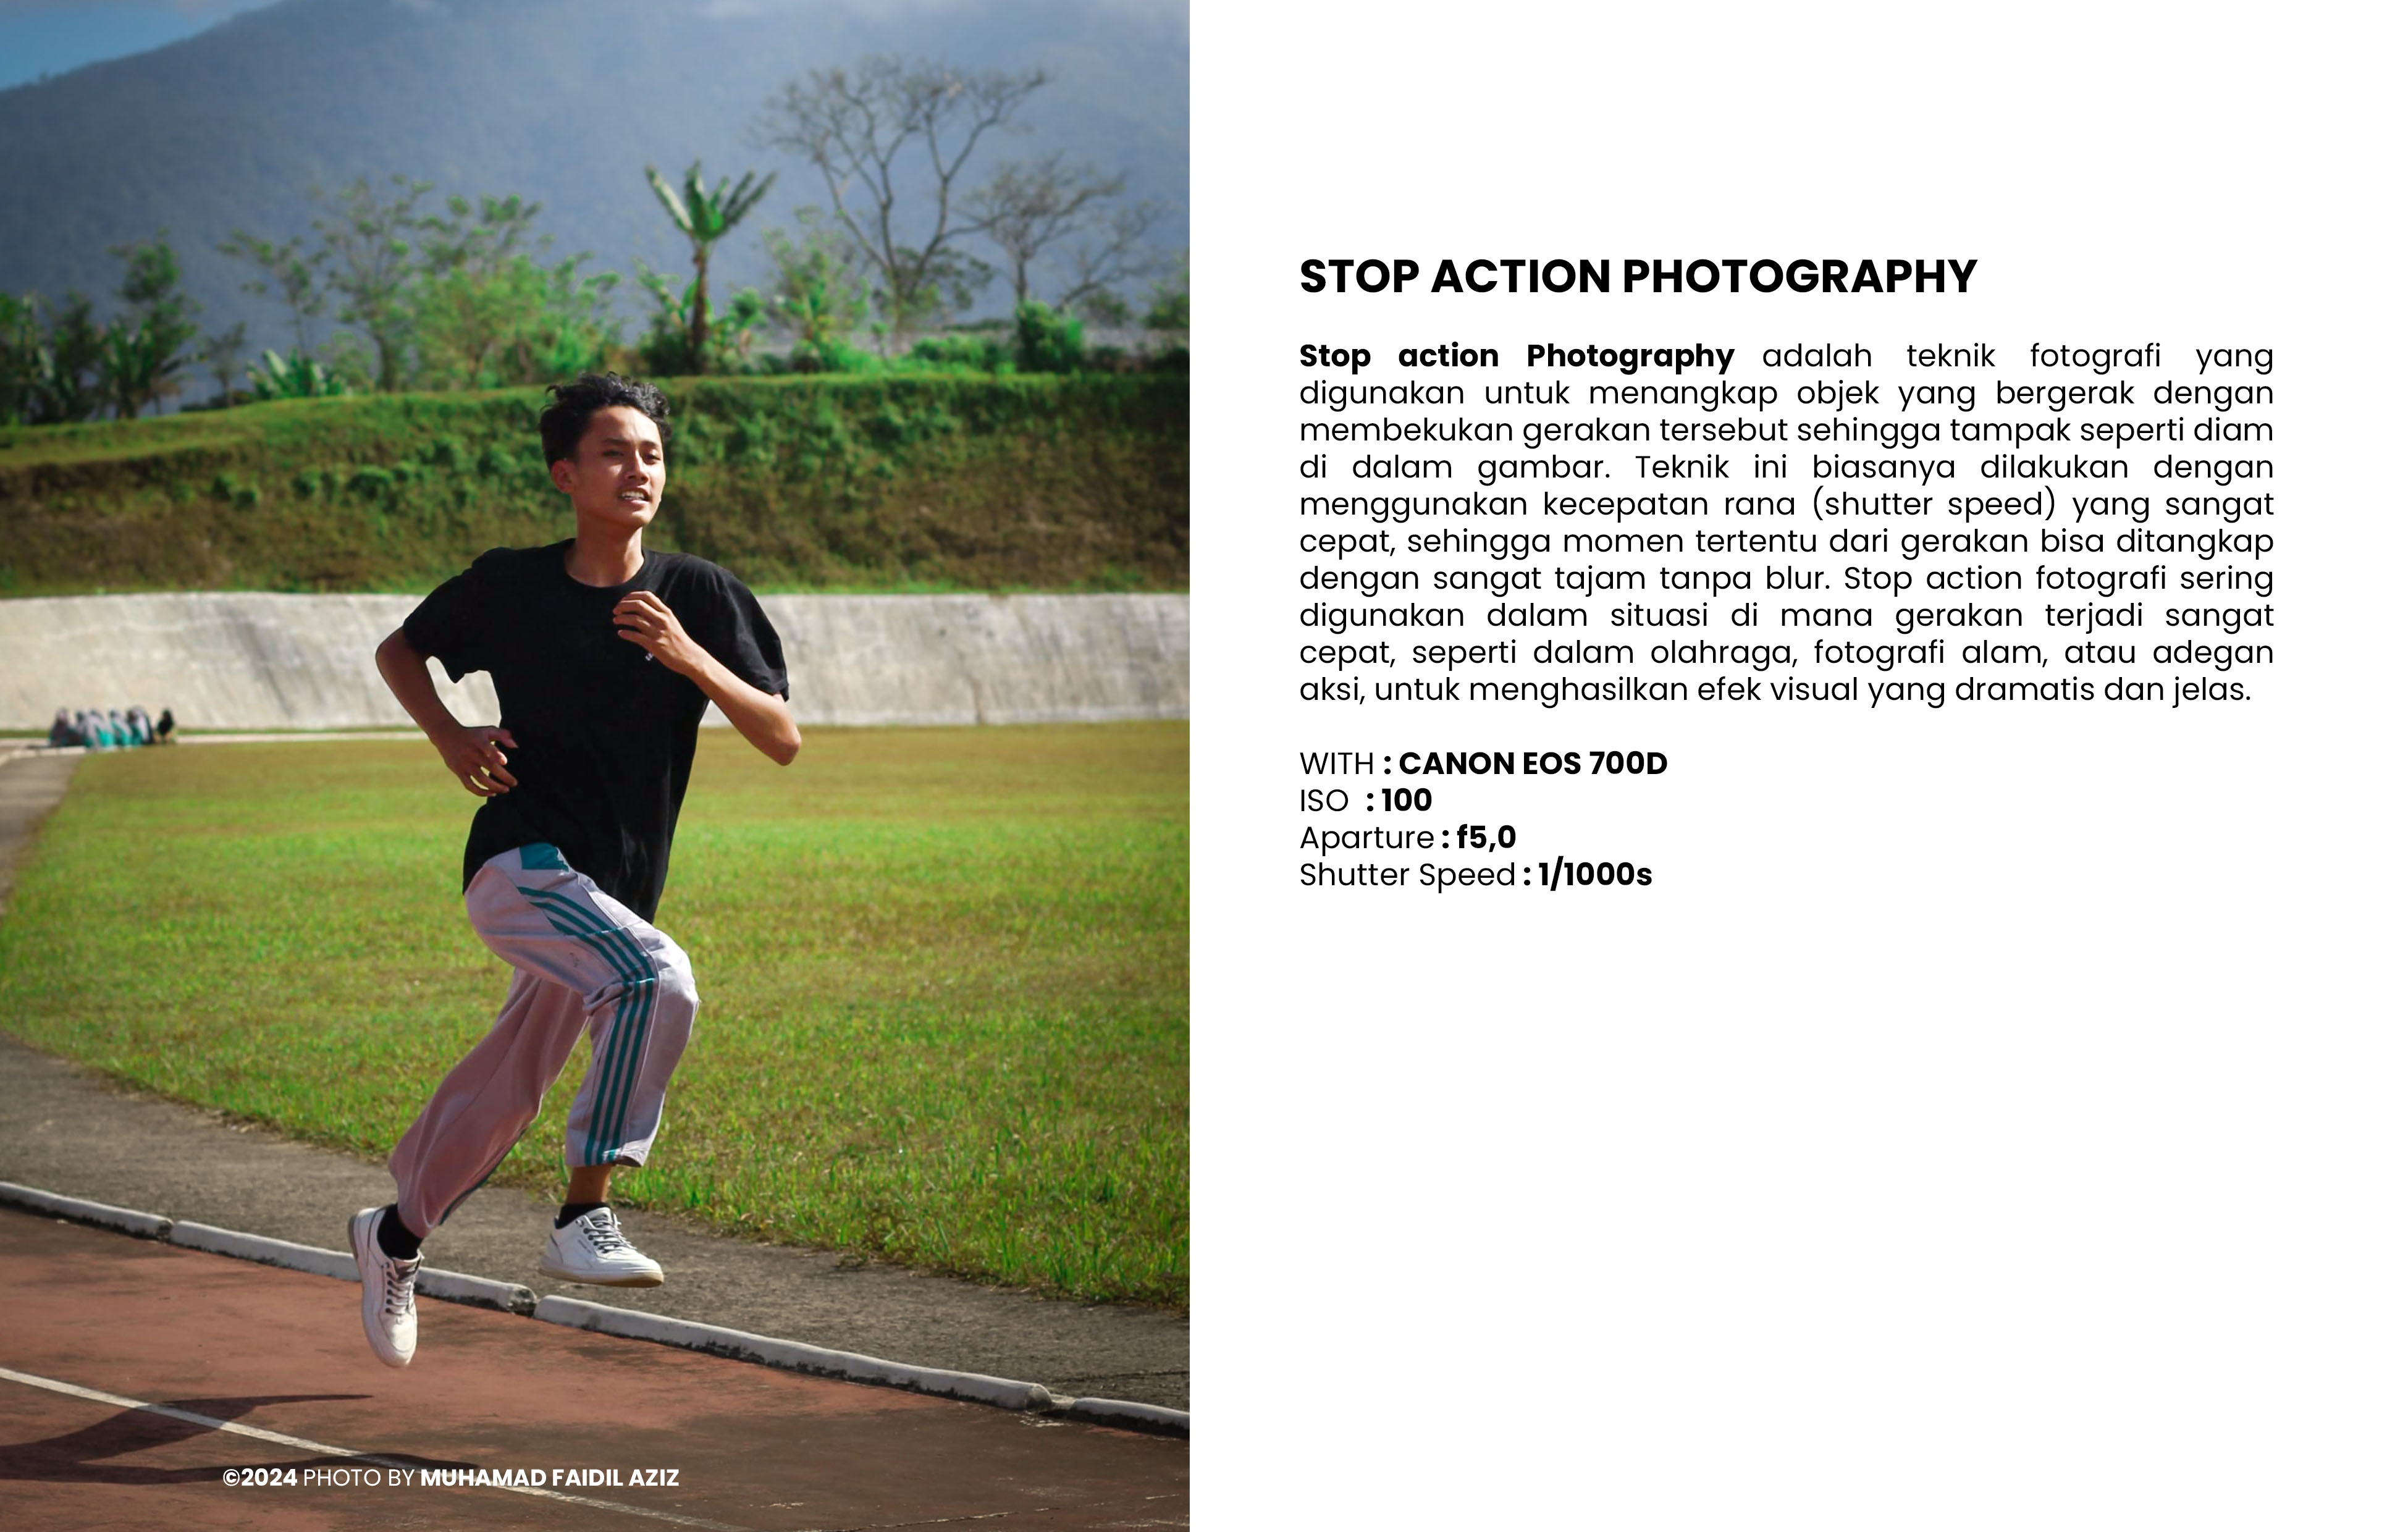 STOP ACTION PHOTOGRAPHY
Stop action Photography adalah teknik fotografi yang
digunakan untuk menangkap objek yang bergerak dengan
membekukan gerakan tersebut sehingga tampak seperti diam
di dalam gambar. Teknik ini biasanya dilakukan dengan
menggunakan kecepatan rana (shutter speed) yang sangat
cepat, sehingga momen tertentu dari gerakan bisa ditangkap
dengan sangat tajam tanpa blur. Stop action fotografi sering
digunakan dalam situasi di mana gerakan terjadi sangat
cepat, seperti dalam olahraga, fotografi alam, atau adegan
aksi, untuk menghasilkan efek visual yang dramatis dan jelas.
WITH : CANON EOS 700D
ISO : 100
Aparture : f5,0
Shutter Speed : 1/1000s
©2024 PHOTO BY MUHAMAD FAIDIL AZIZ